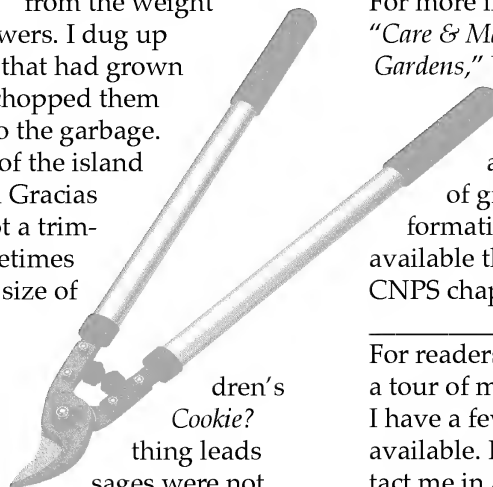 from the weight
wers. I dug up
that had grown
chopped them
o the garbage.
of the island
Gracias
ot a trim-
etimes
size of
dren's
Cookie?
thing leads
sages were not
For more i
"Care & Ma
Gardens,"
a
of g
formati
available th
CNPS chap
For readers
a tour of m
I have a few
available. I
tact me in